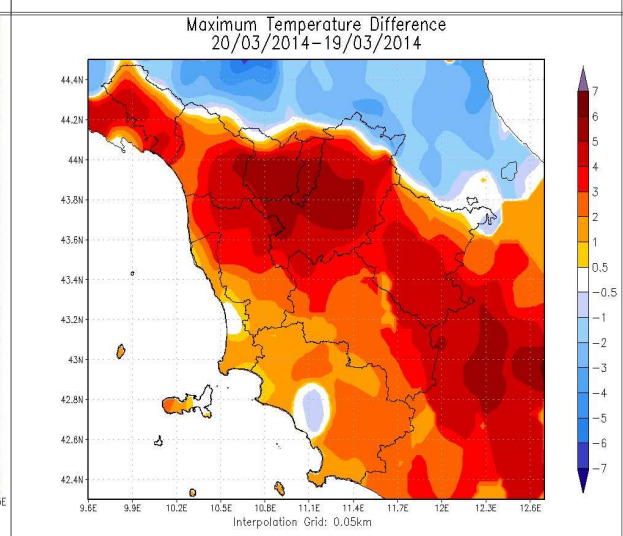 Maximum Temperature Difference
20/03/2014-19/03/2014
44.4N
44.2N
44N
43.8N
43.6N
43.4N
43.2N
43N
42.8N
42.6N
42.4N
9.6E 9.9E 10.2E 10.5E 10.8E 11.1E 11.4E 11.7E 12E 12.3E 12.6E
Interpolation Grid: 0.05km
7
6
5
4
3
2
1
0.5
-0.5
-1
-2
-3
-4
-5
-6
-7